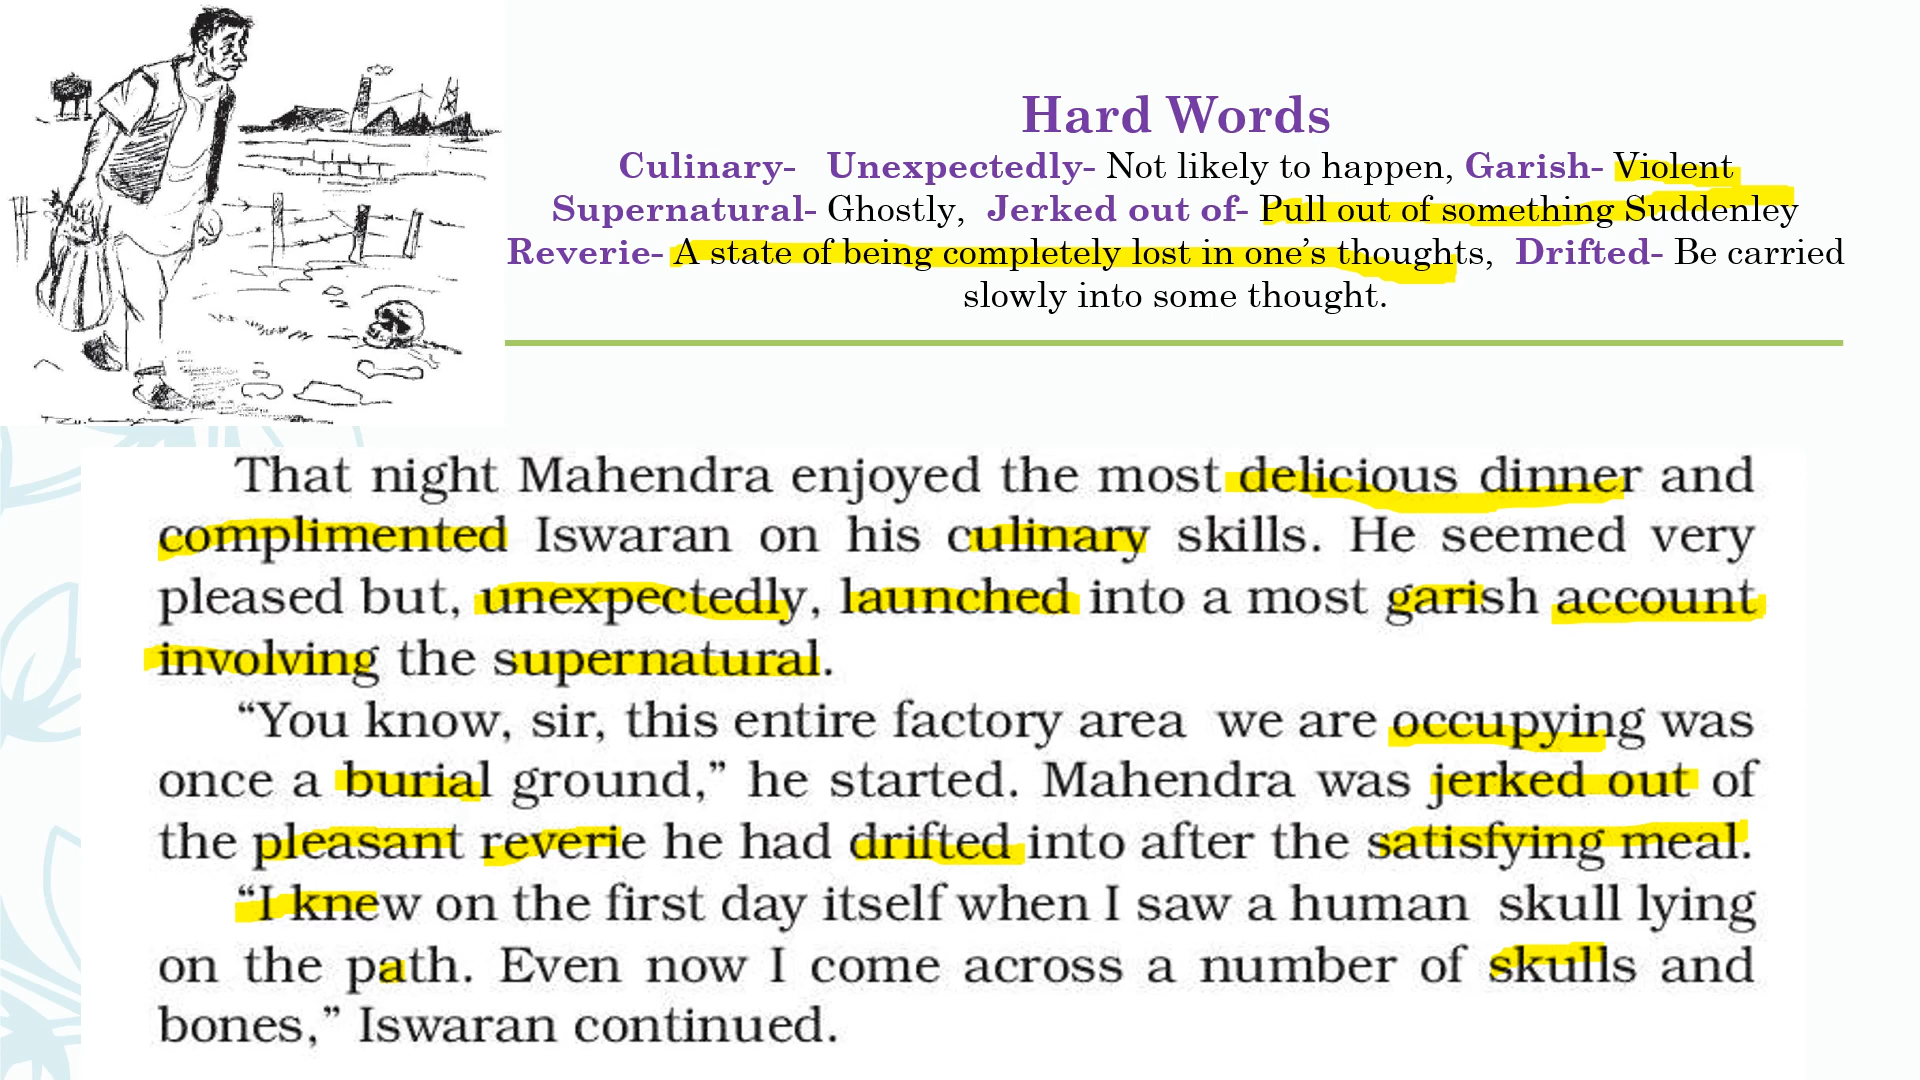 Hard Words
Culinary- Unexpectedly- Not likely to happen, Garish- Violent
Supernatural- Ghostly, Jerked out of- Pull out of something Suddenley
Reverie- A state of being completely lost in one’s thoughts, Drifted- Be carried
slowly into some thought.
That night Mahendra enjoyed the most delicious dinner and
complimented Iswaran on his culinary skills. He seemed very
pleased but, unexpectedly, launched into a most garish account
involving the supernatural.
“You know, sir, this entire factory area we are occupying was
once a burial ground,” he started. Mahendra was jerked out of
the pleasant reverie he had drifted into after the satisfying meal.
“I knew on the first day itself when I saw a human skull lying
on the path. Even now I come across a number of skulls and
bones,” Iswaran continued.